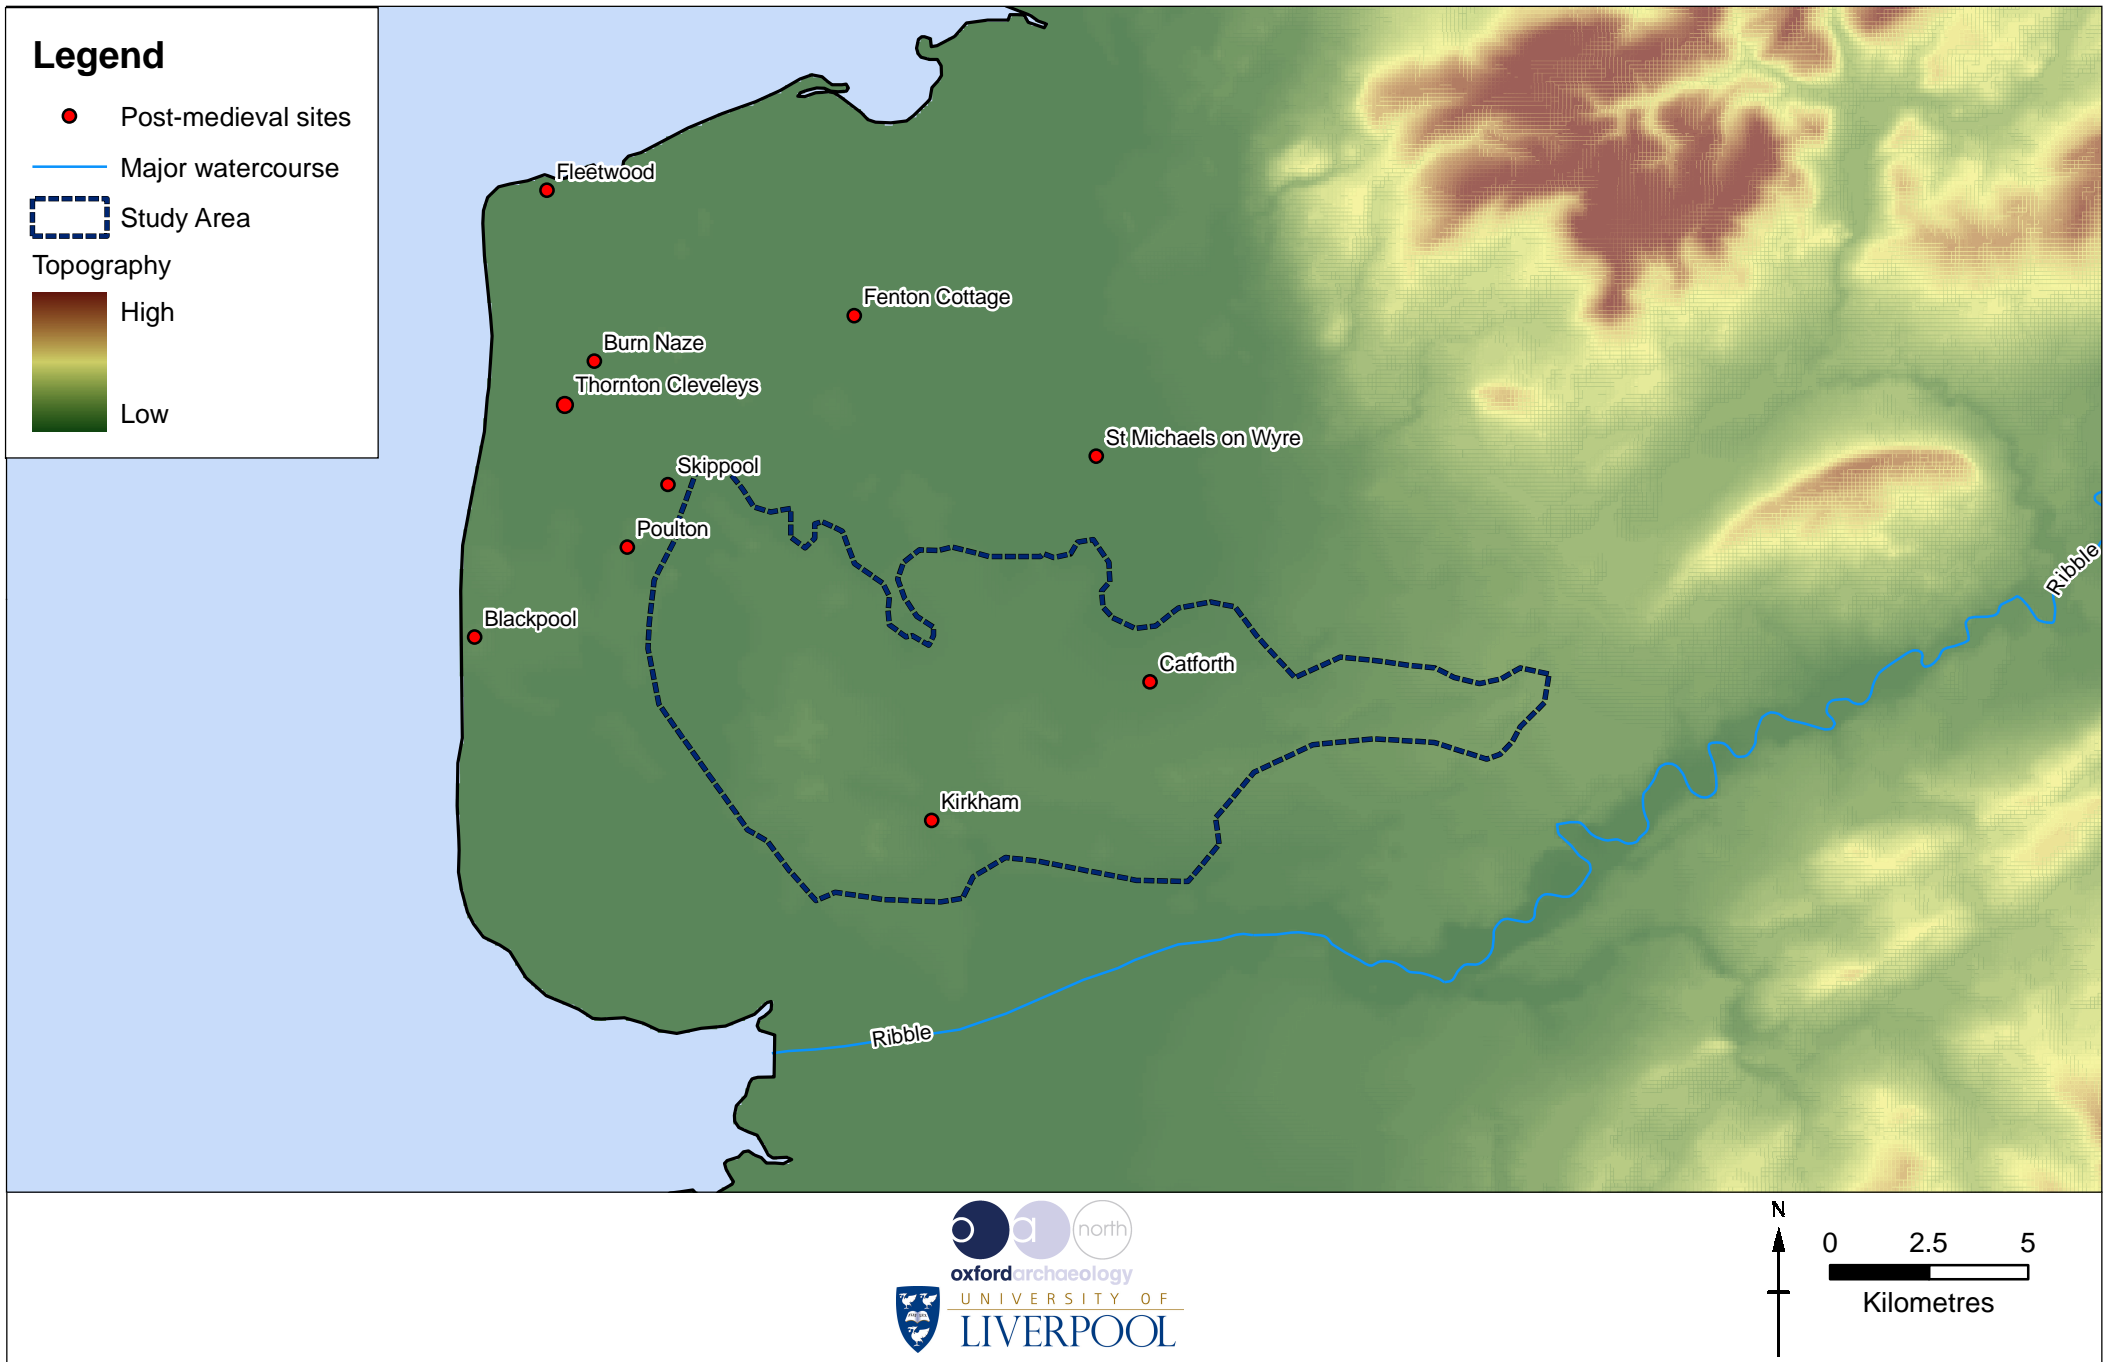 Legend
Post-medieval sites
Major watercourse
Study Area
Topography
High
Low
Fleetwood
Fenton Cottage
Burn Naze
Thornton Cleveleys
St Michaels on Wyre
Skippool
Poulton
Blackpool
Catforth
Kirkham
Ribble
Ribble
o a north
oxfordarchaeology
UNIVERSITY OF
LIVERPOOL
N
0 2.5 5
Kilometres